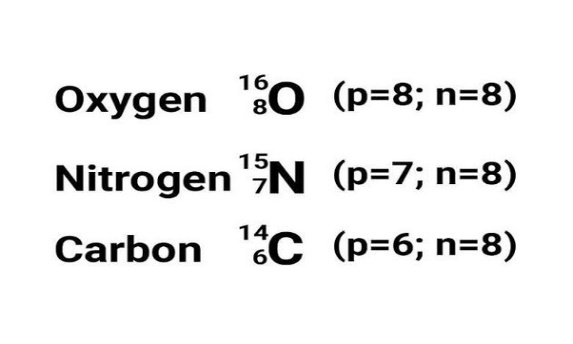 Oxygen ¹⁶₈O (p=8; n=8)
Nitrogen ¹⁵₇N (p=7; n=8)
Carbon ¹⁴₆C (p=6; n=8)